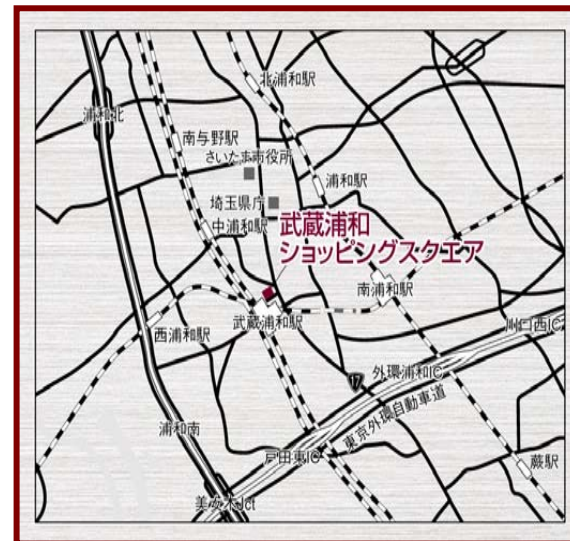 北浦和駅
浦和北
南与野駅
さいたま市役所
浦和駅
埼玉県庁
中浦和駅
武蔵浦和
ショッピングスクエア
南浦和駅
武蔵浦和駅
西浦和駅
川口西IC
外環浦和IC
17
東京外環自動車道
浦和南
戸田東IC
蕨駅
美女木Jct